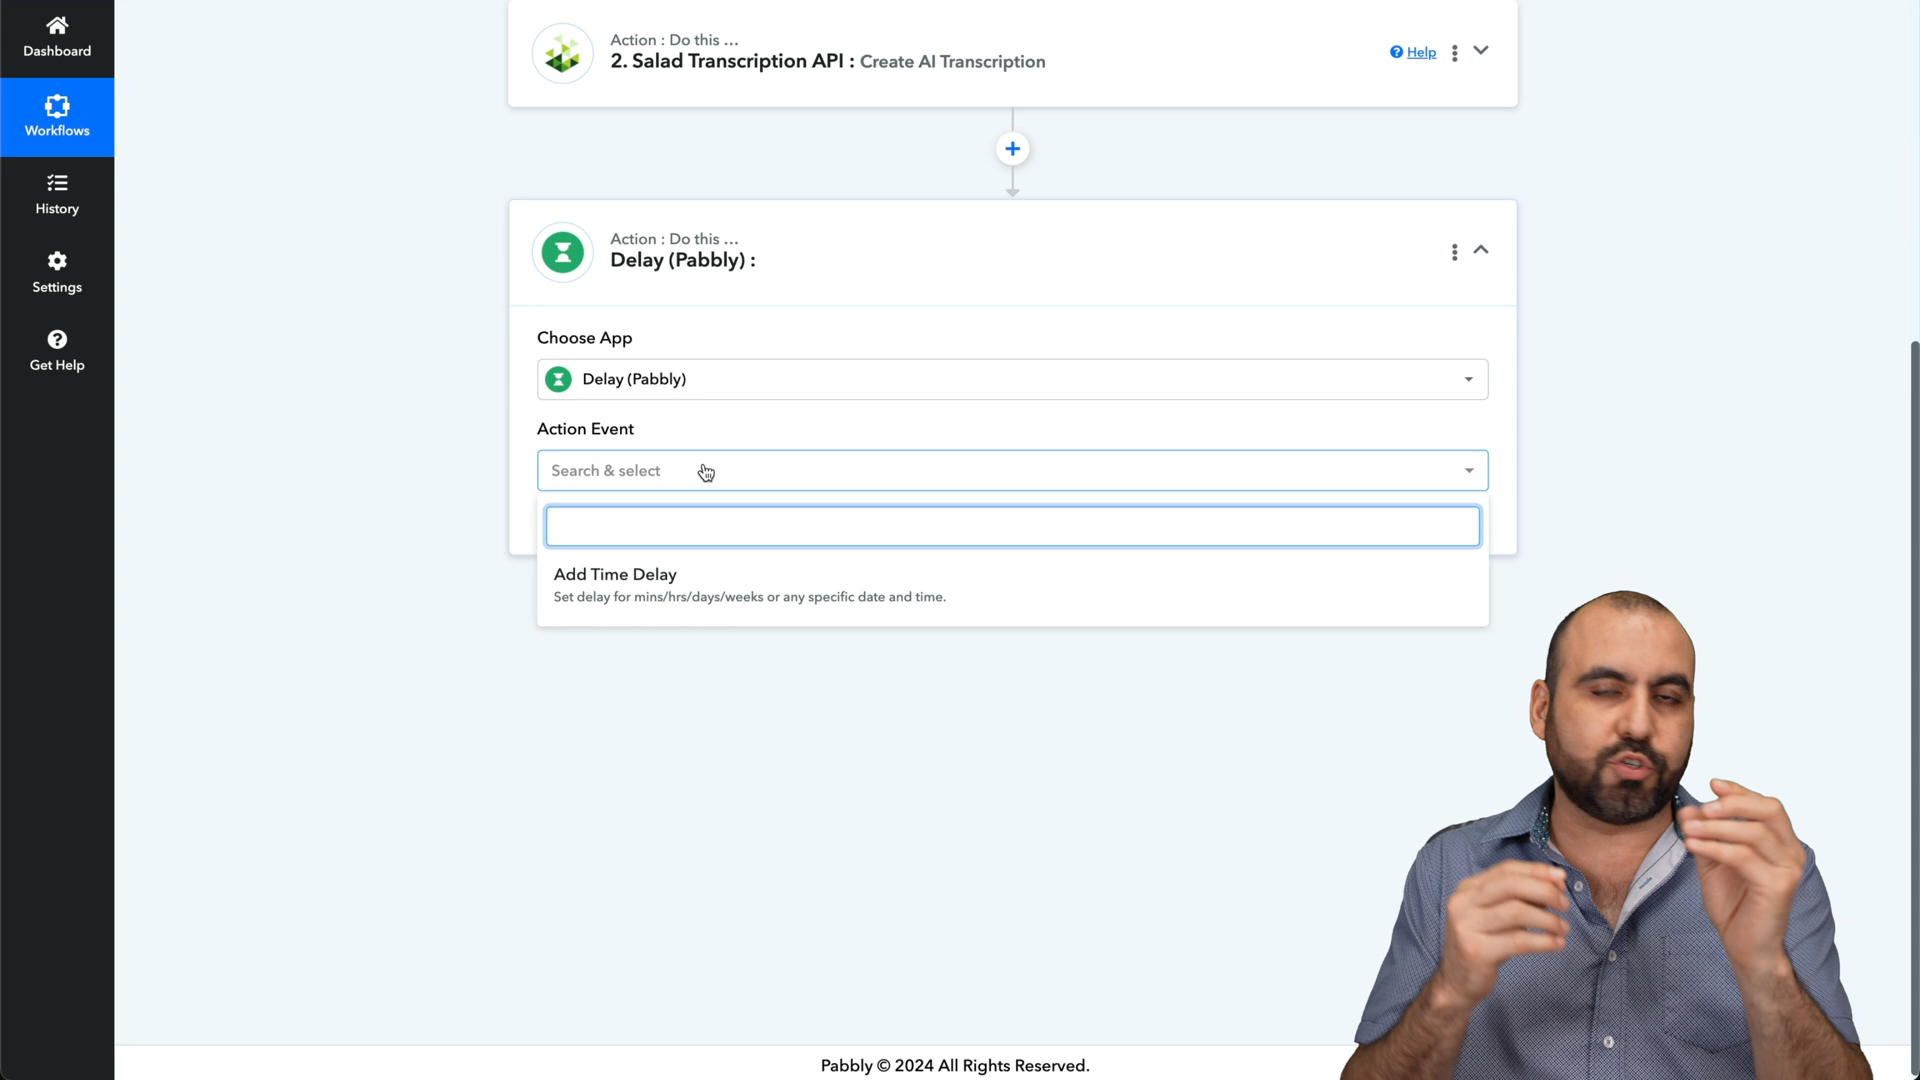 Dashboard
Workflows
History
Settings
Get Help
Action : Do this ...
2. Salad Transcription API : Create AI Transcription
Help
Action : Do this ...
Delay (Pabbly) :
Choose App
Delay (Pabbly)
Action Event
Search & select
Add Time Delay
Set delay for mins/hrs/days/weeks or any specific date and time.
Pabbly © 2024 All Rights Reserved.